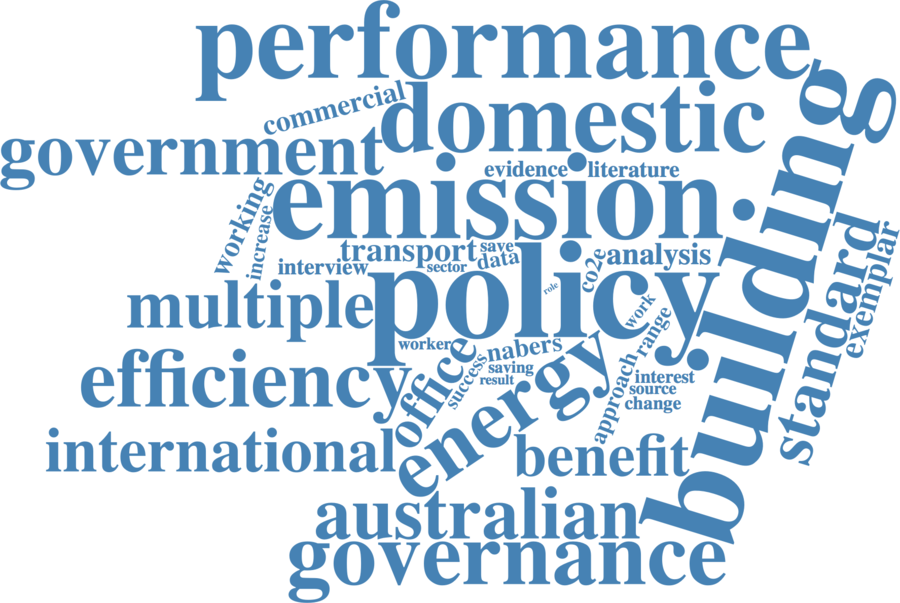 performance
commercial
domestic
government
evidence
literature
emission
working
increase
building
transport
save
data
analysis
co2e
interview
sector
policy
role
standard
exemplar
multiple
work
range
worker
office
nabers
energy
success
saving
result
efficiency
approach
interest
source
change
international
benefit
australian
governance